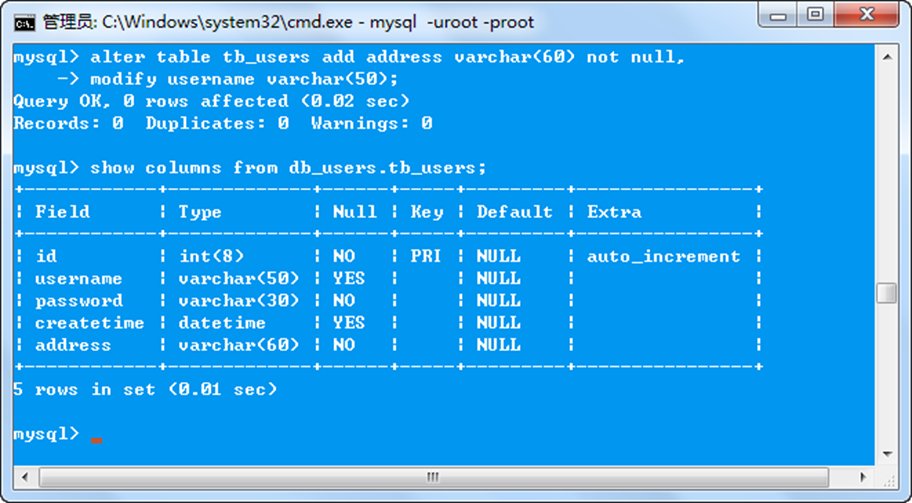 管理员: C:\Windows\system32\cmd.exe - mysql  -uroot -proot
mysql> alter table tb_users add address varchar(60) not null,
    -> modify username varchar(50);
Query OK, 0 rows affected (0.02 sec)
Records: 0  Duplicates: 0  Warnings: 0

mysql> show columns from db_users.tb_users;
+------------+-------------+------+-----+---------+----------------+
| Field      | Type        | Null | Key | Default | Extra          |
+------------+-------------+------+-----+---------+----------------+
| id         | int(8)      | NO   | PRI | NULL    | auto_increment |
| username   | varchar(50) | YES  |     | NULL    |                |
| password   | varchar(30) | NO   |     | NULL    |                |
| createtime | datetime    | YES  |     | NULL    |                |
| address    | varchar(60) | NO   |     | NULL    |                |
+------------+-------------+------+-----+---------+----------------+
5 rows in set (0.01 sec)

mysql>